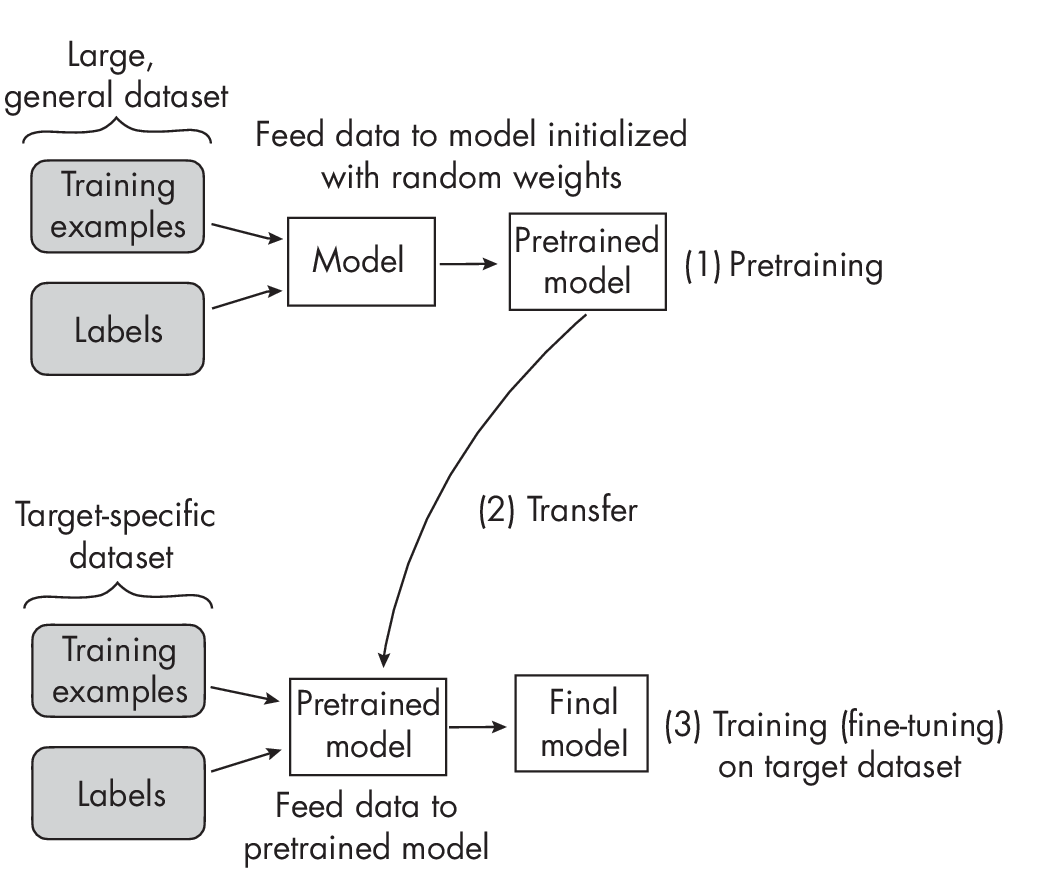 Large,
general dataset
Feed data to model initialized
with random weights
Training
examples
Labels
Model
Pretrained
model
(1) Pretraining
(2) Transfer
Target-specific
dataset
Training
examples
Labels
Pretrained
model
Feed data to
pretrained model
Final
model
(3) Training (fine-tuning)
on target dataset